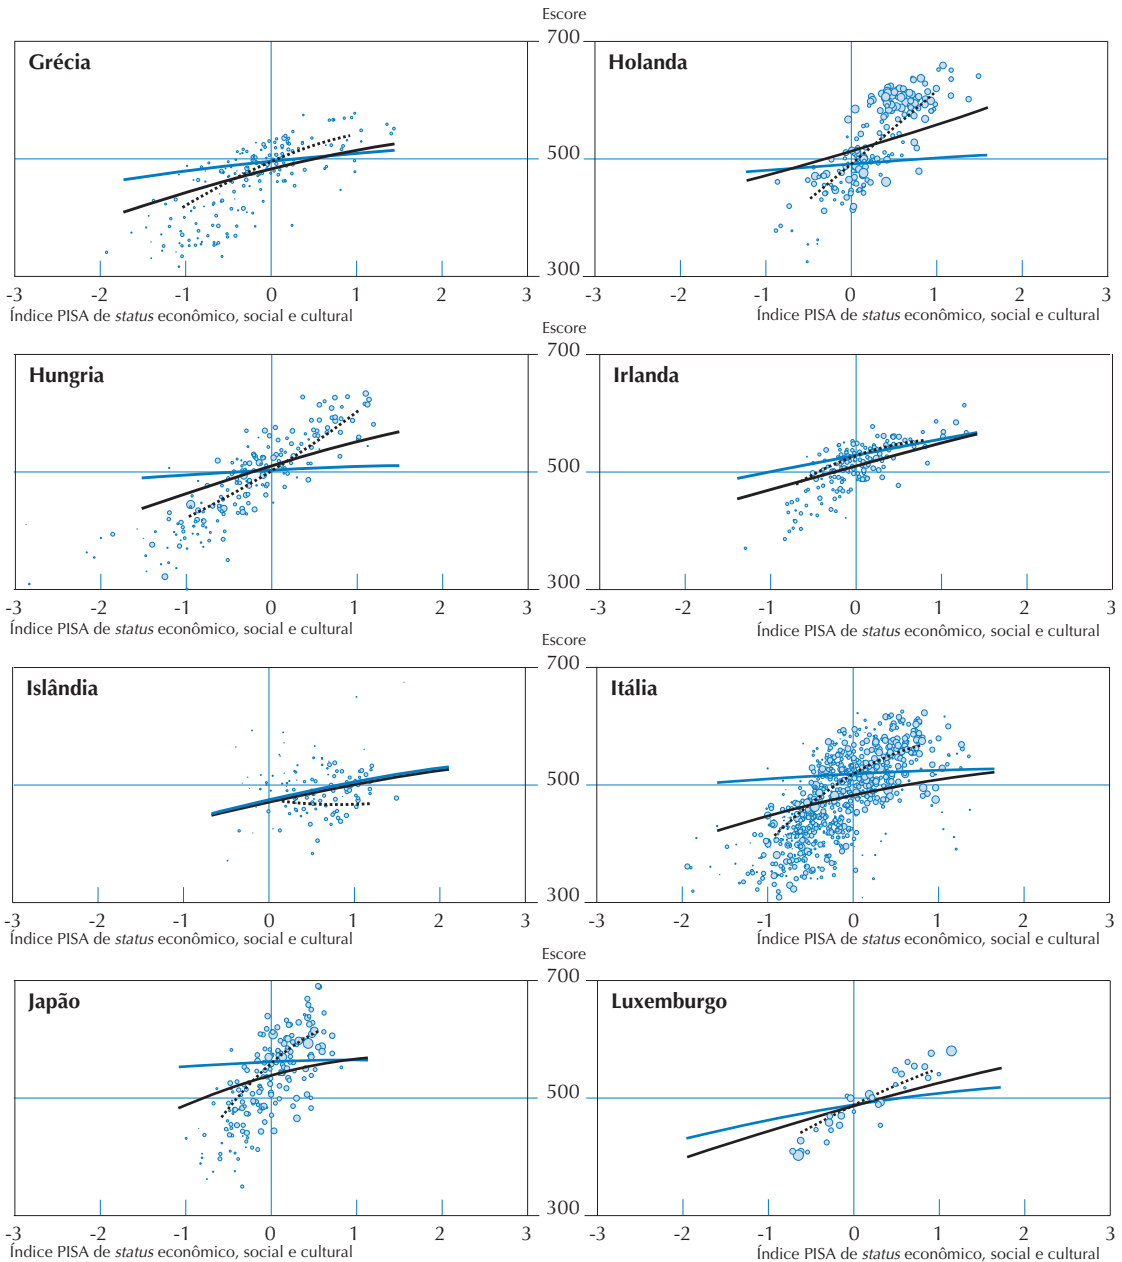 Escore
700
Grécia
Holanda
500
300
-3 -2 -1 0 1 2 3
-3 -2 -1 0 1 2 3
Índice PISA de status econômico, social e cultural
Índice PISA de status econômico, social e cultural
Escore
700
Hungria
Irlanda
500
300
-3 -2 -1 0 1 2 3
-3 -2 -1 0 1 2 3
Índice PISA de status econômico, social e cultural
Índice PISA de status econômico, social e cultural
Escore
700
Islândia
Itália
500
300
-3 -2 -1 0 1 2 3
-3 -2 -1 0 1 2 3
Índice PISA de status econômico, social e cultural
Índice PISA de status econômico, social e cultural
Escore
700
Japão
Luxemburgo
500
300
-3 -2 -1 0 1 2 3
-3 -2 -1 0 1 2 3
Índice PISA de status econômico, social e cultural
Índice PISA de status econômico, social e cultural